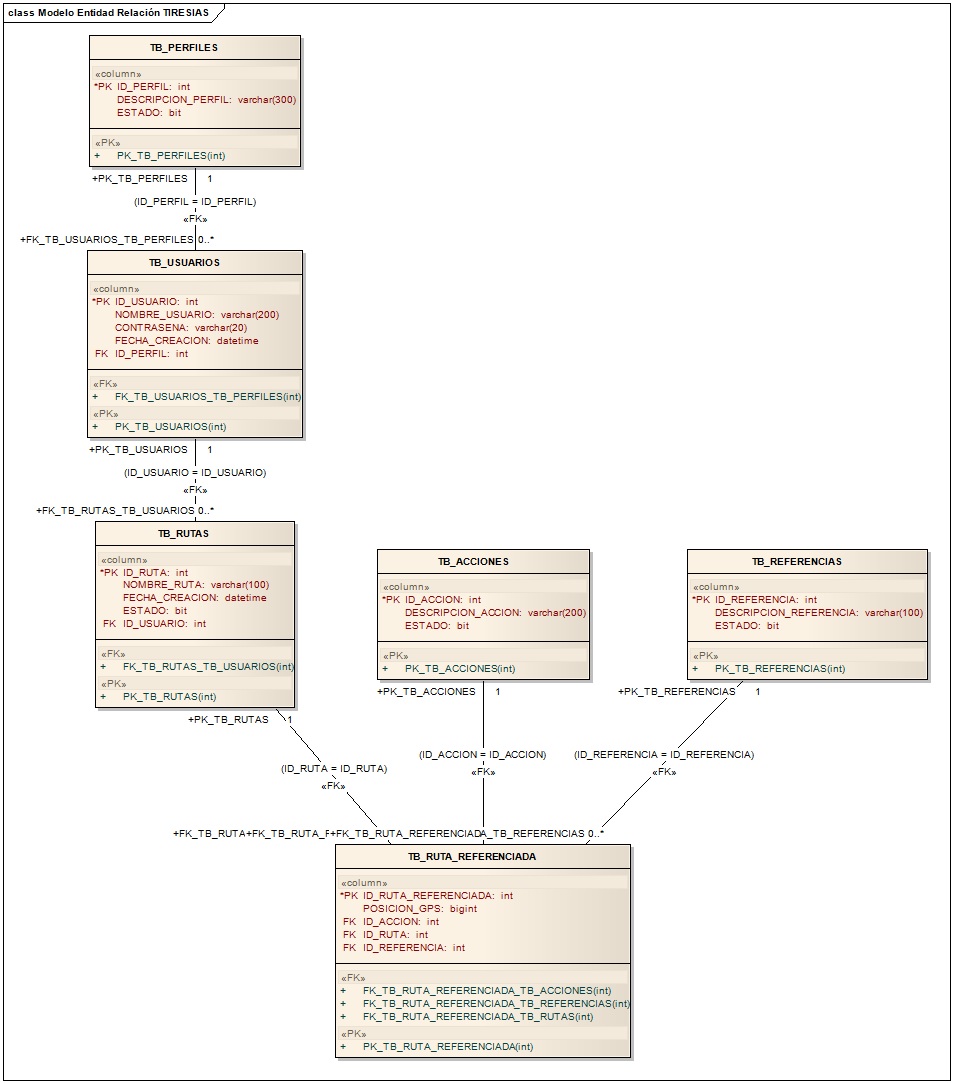 class Modelo Entidad Relación TIRESIAS
TB_PERFILES
«column»
*PK ID_PERFIL: int
DESCRIPCION_PERFIL: varchar(300)
ESTADO: bit
«PK»
+ PK_TB_PERFILES(int)
+PK_TB_PERFILES 1
(ID_PERFIL = ID_PERFIL)
«FK»
+FK_TB_USUARIOS_TB_PERFILES 0..*
TB_USUARIOS
«column»
*PK ID_USUARIO: int
NOMBRE_USUARIO: varchar(200)
CONTRASENA: varchar(20)
FECHA_CREACION: datetime
FK ID_PERFIL: int
«FK»
+ FK_TB_USUARIOS_TB_PERFILES(int)
«PK»
+ PK_TB_USUARIOS(int)
+PK_TB_USUARIOS 1
(ID_USUARIO = ID_USUARIO)
«FK»
+FK_TB_RUTAS_TB_USUARIOS 0..*
TB_RUTAS
«column»
*PK ID_RUTA: int
NOMBRE_RUTA: varchar(100)
FECHA_CREACION: datetime
ESTADO: bit
FK ID_USUARIO: int
«FK»
+ FK_TB_RUTAS_TB_USUARIOS(int)
«PK»
+ PK_TB_RUTAS(int)
+PK_TB_RUTAS 1
(ID_RUTA = ID_RUTA)
«FK»
TB_ACCIONES
«column»
*PK ID_ACCION: int
DESCRIPCION_ACCION: varchar(200)
ESTADO: bit
«PK»
+ PK_TB_ACCIONES(int)
+PK_TB_ACCIONES 1
(ID_ACCION = ID_ACCION)
«FK»
TB_REFERENCIAS
«column»
*PK ID_REFERENCIA: int
DESCRIPCION_REFERENCIA: varchar(100)
ESTADO: bit
«PK»
+ PK_TB_REFERENCIAS(int)
+PK_TB_REFERENCIAS 1
(ID_REFERENCIA = ID_REFERENCIA)
«FK»
+FK_TB_RUTA+FK_TB_RUTA_F+FK_TB_RUTA_REFERENCIADA_TB_REFERENCIAS 0..*
TB_RUTA_REFERENCIADA
«column»
*PK ID_RUTA_REFERENCIADA: int
POSICION_GPS: bigint
FK ID_ACCION: int
FK ID_RUTA: int
FK ID_REFERENCIA: int
«FK»
+ FK_TB_RUTA_REFERENCIADA_TB_ACCIONES(int)
+ FK_TB_RUTA_REFERENCIADA_TB_REFERENCIAS(int)
+ FK_TB_RUTA_REFERENCIADA_TB_RUTAS(int)
«PK»
+ PK_TB_RUTA_REFERENCIADA(int)